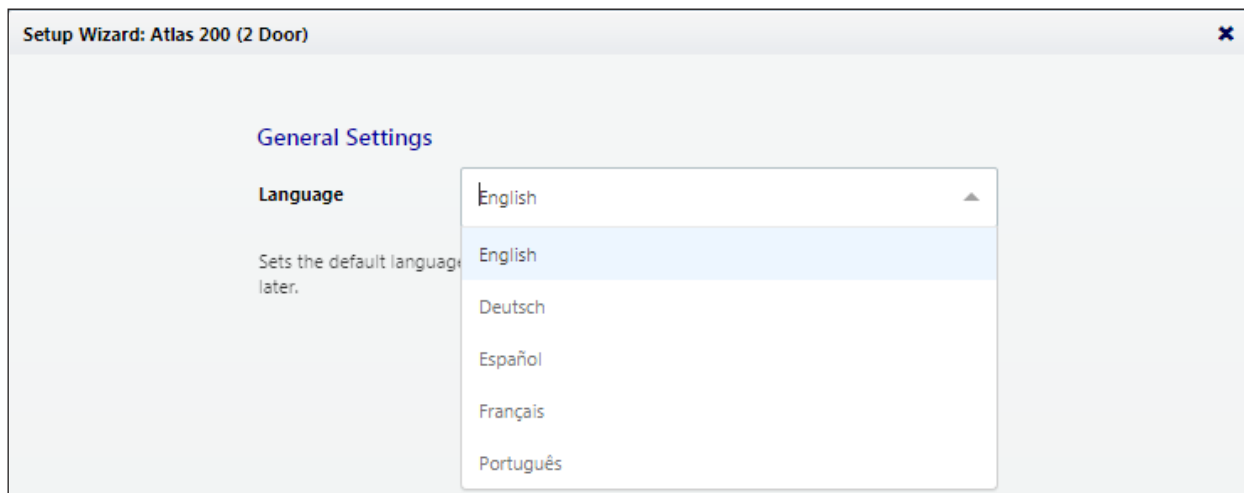 Setup Wizard: Atlas 200 (2 Door)
General Settings
Language
English
English
Sets the default language
later.
Deutsch
Español
Français
Português